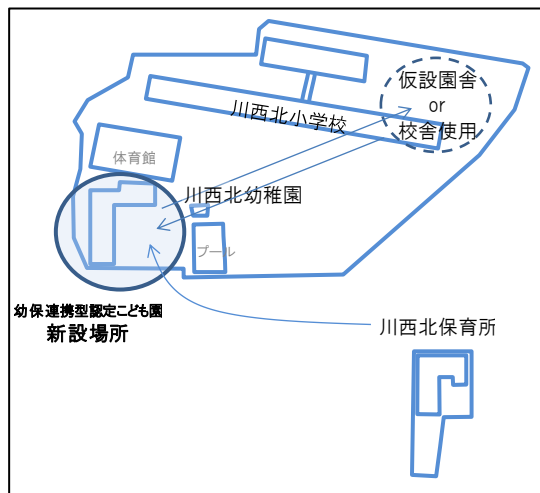 仮設園舎
or
校舎使用
川西北小学校
体育館
川西北幼稚園
プール
幼保連携型認定こども園
新設場所
川西北保育所